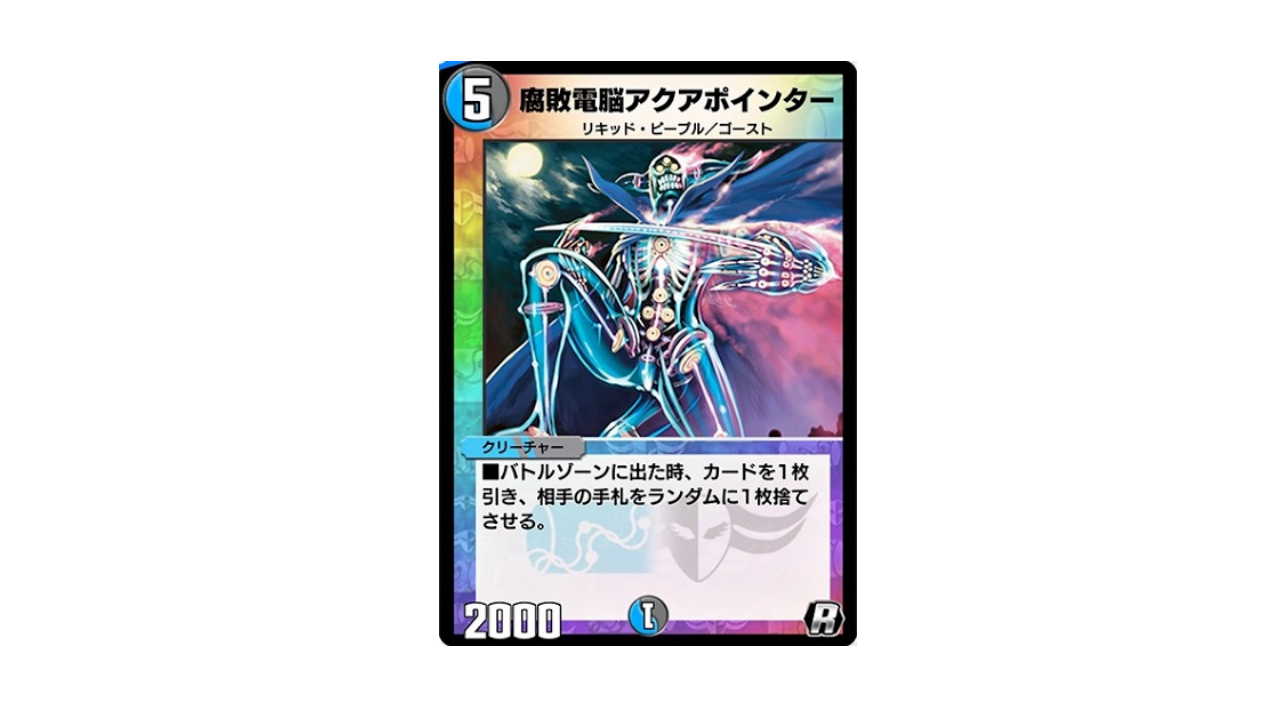 5
腐敗電脳アクアポインター
リキッド・ピープル／ゴースト
クリーチャー
■バトルゾーンに出た時、カードを1枚
引き、相手の手札をランダムに1枚捨て
させる。
2000
1
R